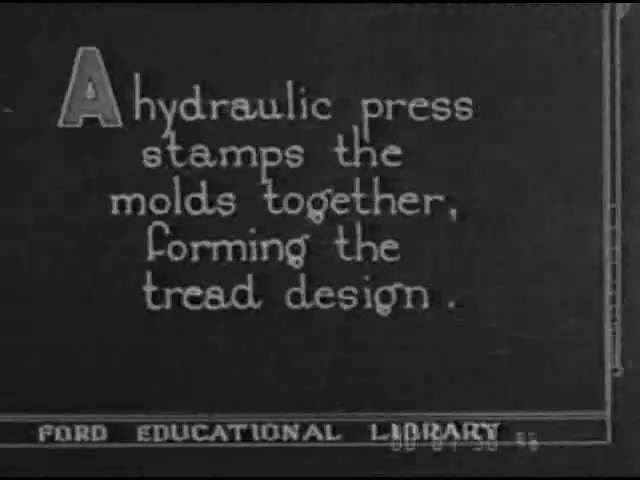 A hydraulic press
stamps the
molds together,
forming the
tread design.
FORD EDUCATIONAL LIBRARY